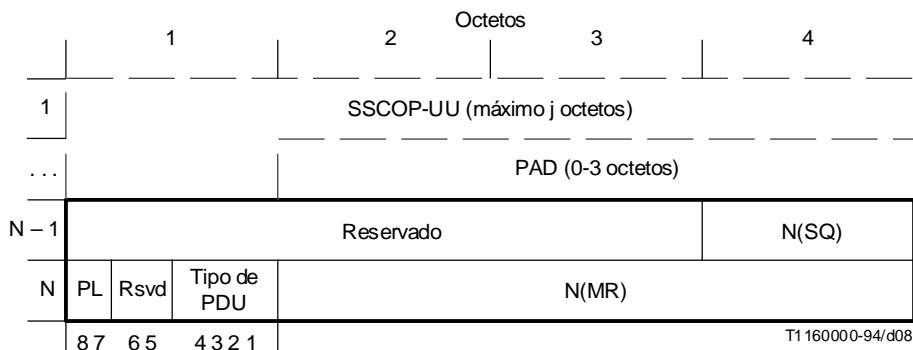 Octetos
1 2 3 4
1 SSCOP-UU (máximo j octetos)
. . . PAD (0-3 octetos)
N – 1 Reservado N(SQ)
N PL Rsvd Tipo de PDU N(MR)
8 7 6 5 4 3 2 1
T1160000-94/d08